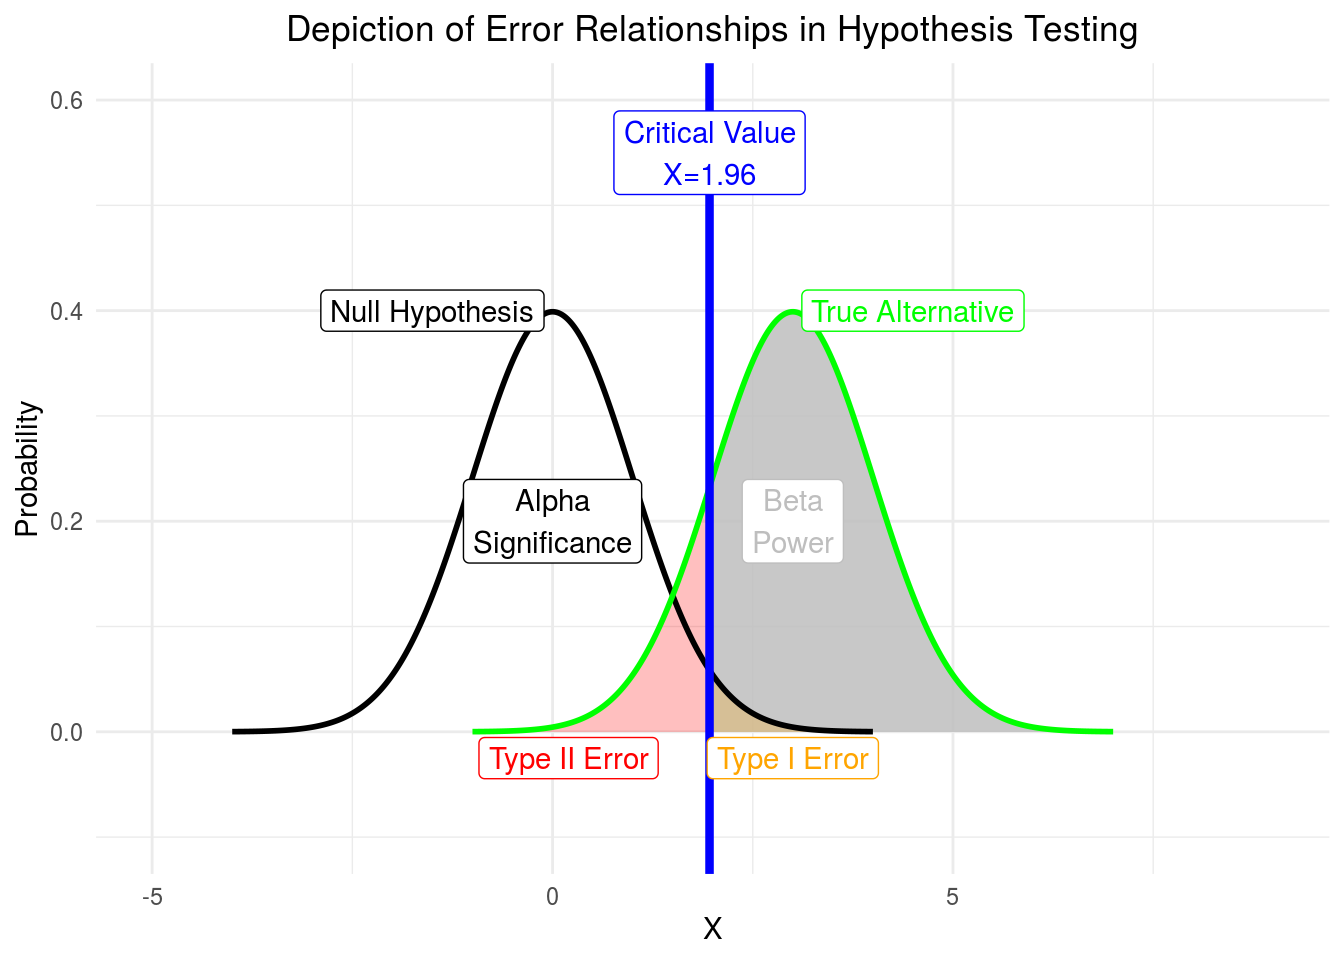 Depiction of Error Relationships in Hypothesis Testing
0.6
Critical Value
X=1.96
0.4
Null Hypothesis
True Alternative
Probability
Alpha
Significance
Beta
Power
0.2
0.0
Type II Error
Type I Error
-5
0
5
X